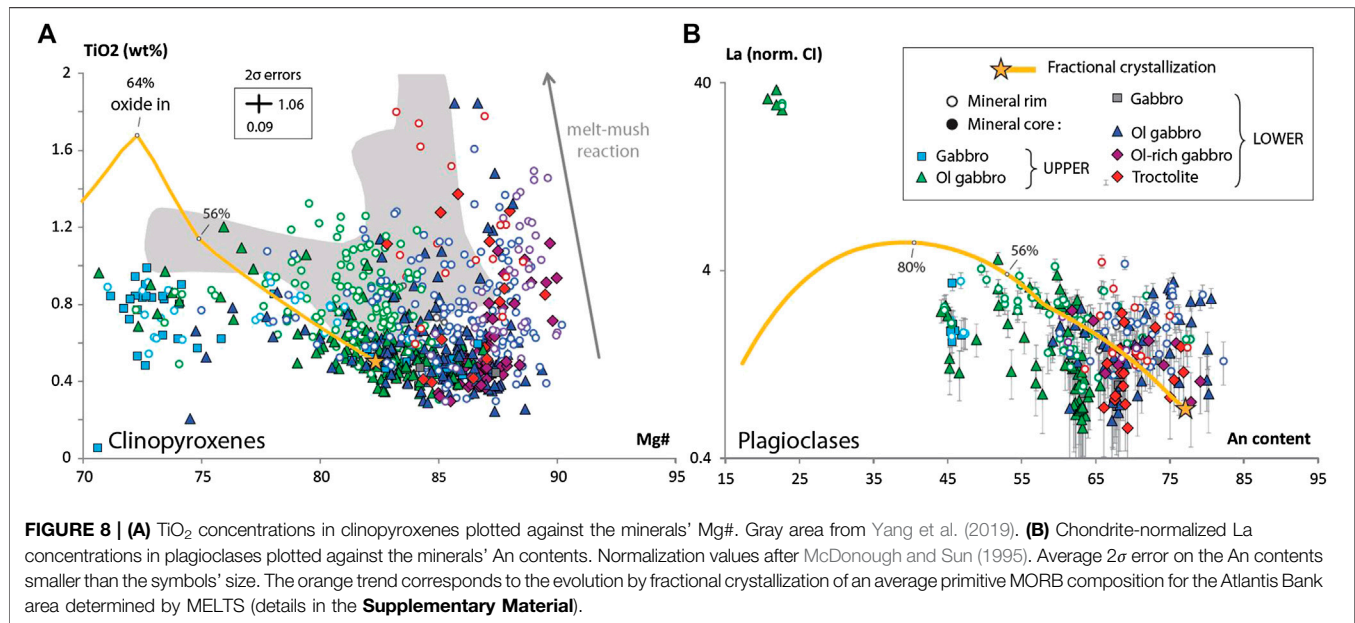 A
TiO2 (wt%)
2
1.6
1.2
0.8
0.4
0
64%
oxide in
2σ errors
1.06
0.09
melt-mush
reaction
56%
Clinopyroxenes
Mg#
70
75
80
85
90
95
B
La (norm. CI)
40
4
0.4
Fractional crystallization
Mineral rim
Mineral core :
Gabbro
Ol gabbro
UPPER
Gabbro
Ol gabbro
Ol-rich gabbro
Troctolite
LOWER
80%
56%
Plagioclases
An content
15
25
35
45
55
65
75
85
95
FIGURE 8 | (A) TiO₂ concentrations in clinopyroxenes plotted against the minerals' Mg#. Gray area from Yang et al. (2019). (B) Chondrite-normalized La
concentrations in plagioclases plotted against the minerals' An contents. Normalization values after McDonough and Sun (1995). Average 2σ error on the An contents
smaller than the symbols' size. The orange trend corresponds to the evolution by fractional crystallization of an average primitive MORB composition for the Atlantis Bank
area determined by MELTS (details in the Supplementary Material).